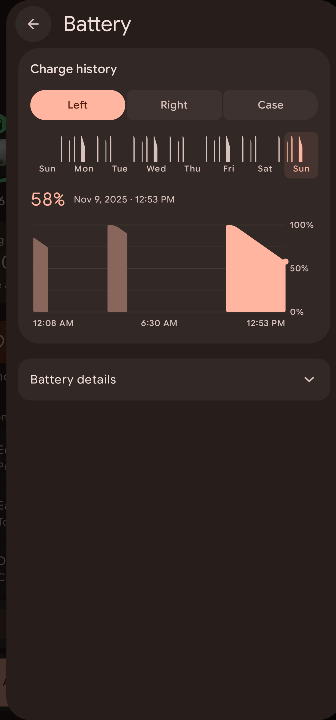 Battery
Charge history
Left Right Case
Sun Mon Tue Wed Thu Fri Sat Sun
58% Nov 9, 2025 · 12:53 PM
100%
50%
0%
12:08 AM 6:30 AM 12:53 PM
Battery details